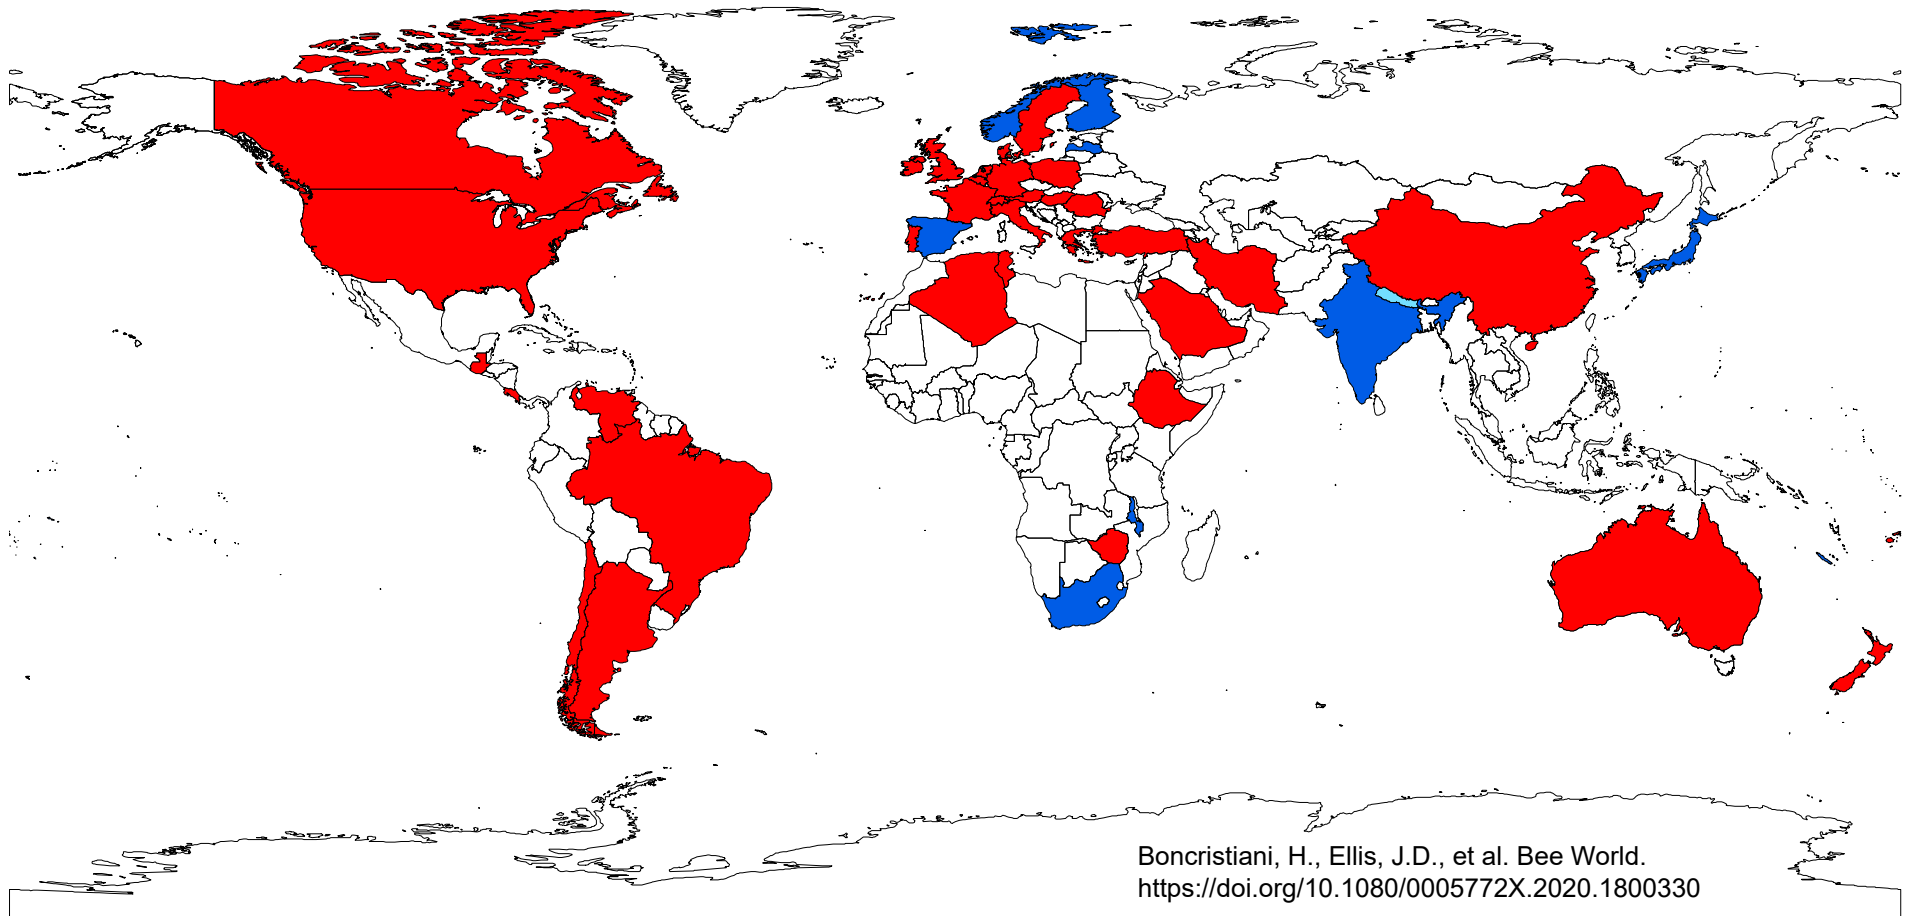 Boncristiani, H., Ellis, J.D., et al. Bee World.
https://doi.org/10.1080/0005772X.2020.1800330